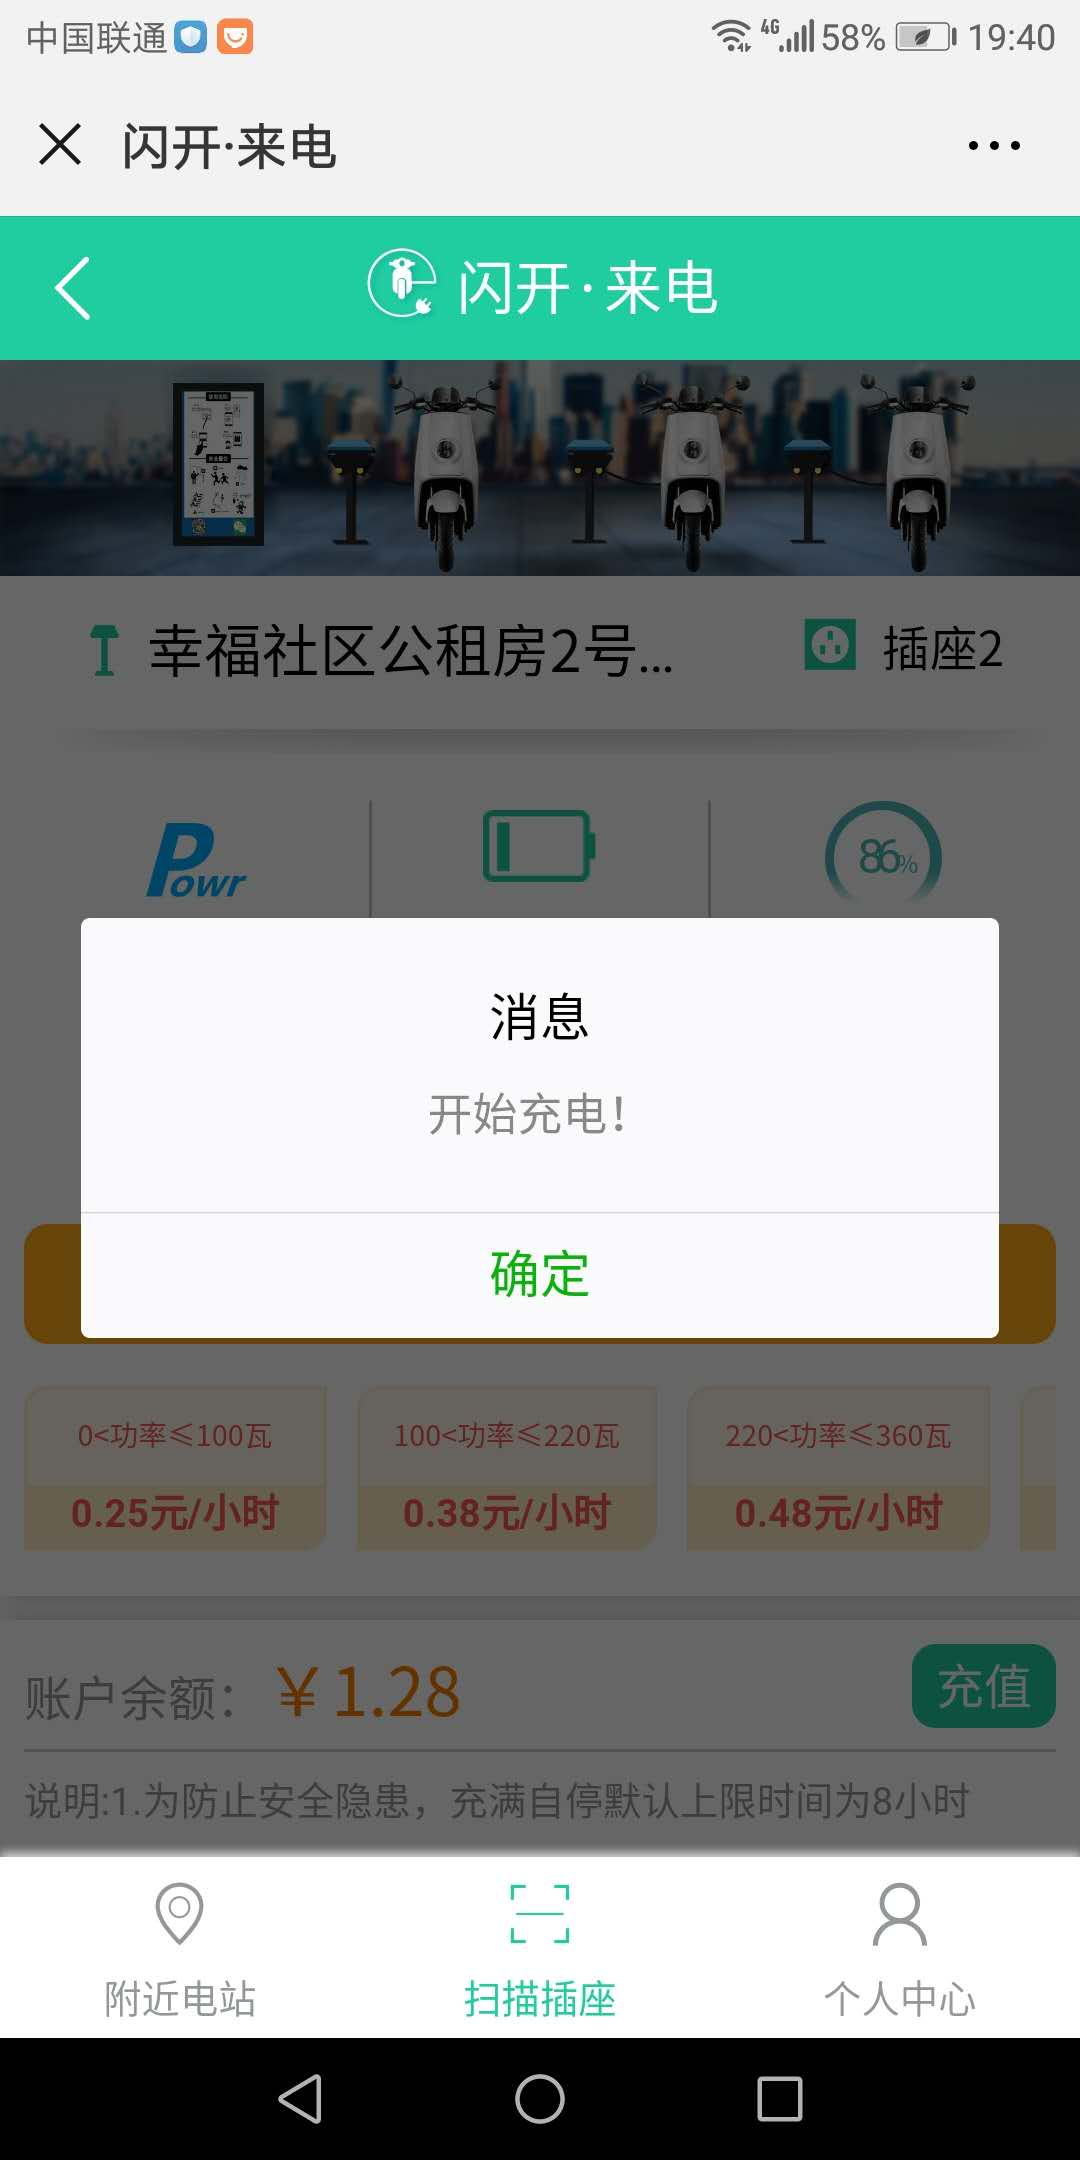 中国联通
4G 58% 19:40
闪开·来电
闪开·来电
幸福社区公租房2号...
插座2
Powr
86%
消息
开始充电!
确定
0<功率≤100瓦
0.25元/小时
100<功率≤220瓦
0.38元/小时
220<功率≤360瓦
0.48元/小时
账户余额：
￥1.28
充值
说明:1.为防止安全隐患，充满自停默认上限时间为8小时
附近电站
扫描插座
个人中心